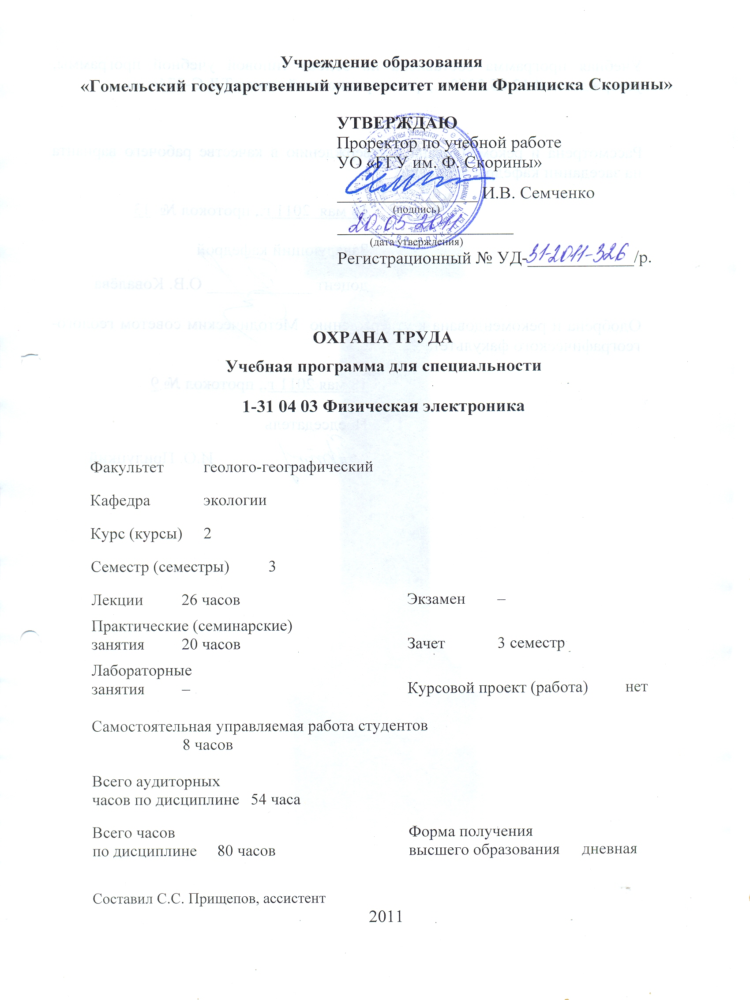 Учреждение образования
«Гомельский государственный университет имени Франциска Скорины»
УТВЕРЖДАЮ
Проректор по учебной работе
УО «ГГУ им. Ф. Скорины»
И.В. Семченко
(подпись)
20.05.2011
(дата утверждения)
Регистрационный № УД-31-2011-326/р.
ОХРАНА ТРУДА
Учебная программа для специальности
1-31 04 03 Физическая электроника
Факультет геолого-географический
Кафедра экологии
Курс (курсы) 2
Семестр (семестры) 3
Лекции 26 часов Экзамен –
Практические (семинарские)
занятия 20 часов Зачет 3 семестр
Лабораторные
занятия – Курсовой проект (работа) нет
Самостоятельная управляемая работа студентов
8 часов
Всего аудиторных
часов по дисциплине 54 часа
Всего часов Форма получения
по дисциплине 80 часов высшего образования дневная
Составил С.С. Прищепов, ассистент
2011